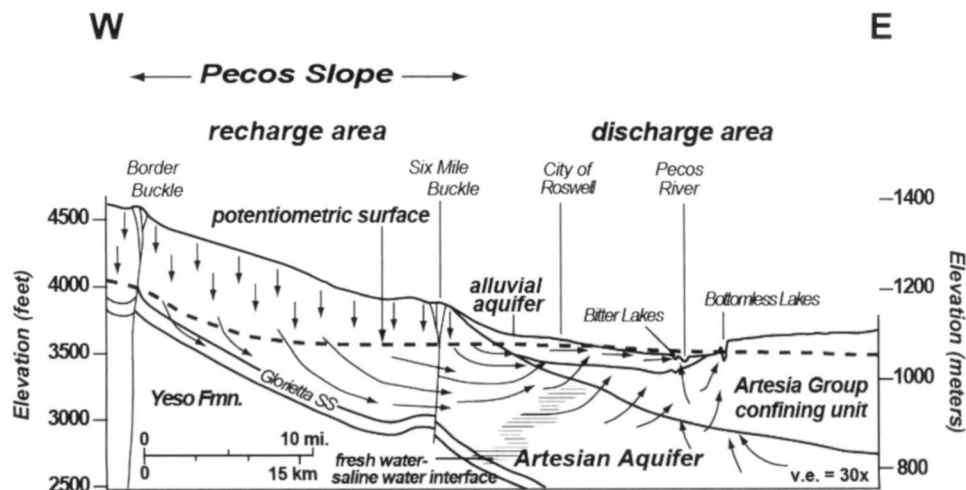 W
E
Pecos Slope
recharge area
discharge area
Border
Buckle
Six Mile
Buckle
City of
Roswell
Pecos
River
potentiometric surface
alluvial
aquifer
Bitter Lakes
Bottomless Lakes
Elevation (feet)
4500
4000
3500
3000
2500
1400
1200
1000
800
Elevation (meters)
Glorietta SS
Yeso Fmn.
Artesia Group
confining unit
0 10 mi.
0 15 km
fresh water-
saline water interface
Artesian Aquifer
v.e. = 30x